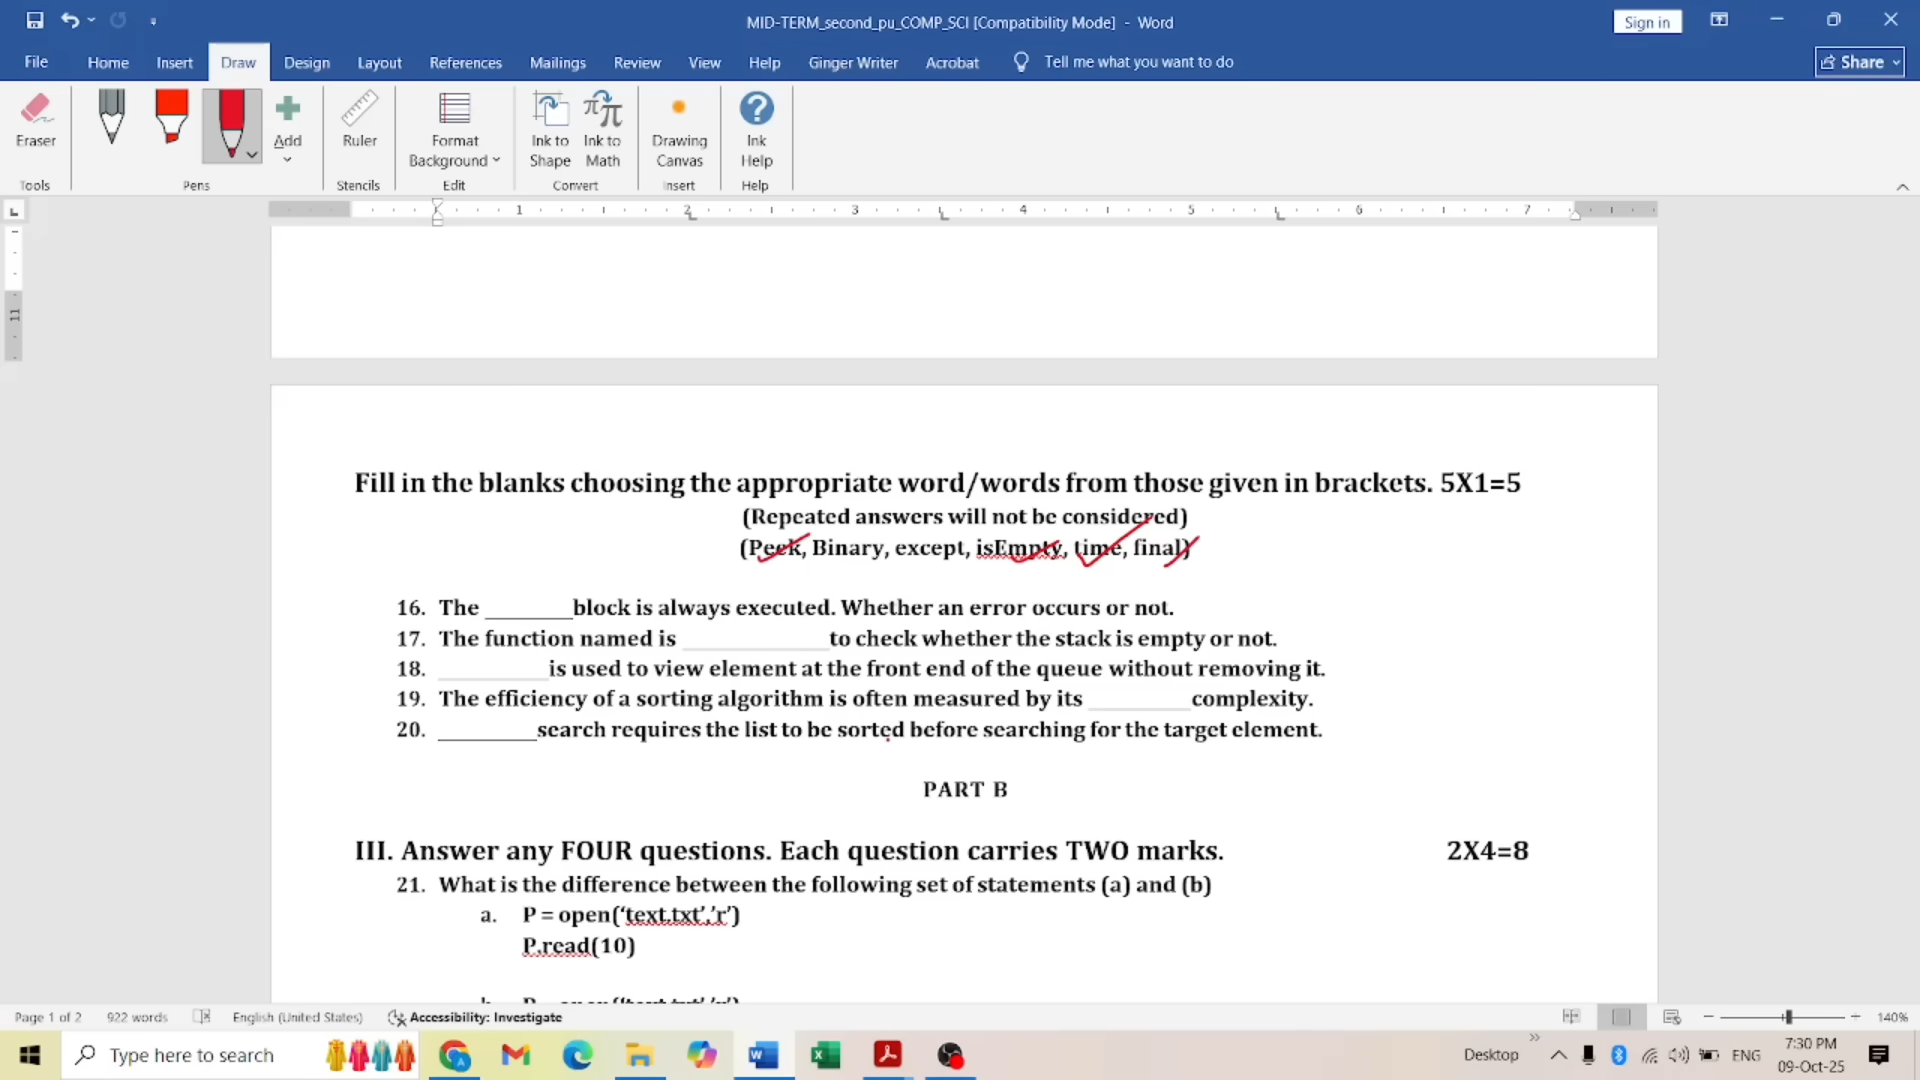 MID-TERM_second_pu_COMP_SCI [Compatibility Mode] - Word
Sign in
File Home Insert Draw Design Layout References Mailings Review View Help Ginger Writer Acrobat Tell me what you want to do Share
Eraser Add Ruler Format Background Ink to Shape Ink to Math Drawing Canvas Ink Help
Tools Pens Stencils Edit Convert Insert Help
1 2 3 4 5 6 7
11
Fill in the blanks choosing the appropriate word/words from those given in brackets. 5X1=5
(Repeated answers will not be considered)
(Peek, Binary, except, isEmpty, time, final)
16. The ________block is always executed. Whether an error occurs or not.
17. The function named is _____________to check whether the stack is empty or not.
18. __________is used to view element at the front end of the queue without removing it.
19. The efficiency of a sorting algorithm is often measured by its _________complexity.
20. _________search requires the list to be sorted before searching for the target element.
PART B
III. Answer any FOUR questions. Each question carries TWO marks. 2X4=8
21. What is the difference between the following set of statements (a) and (b)
a. P = open(‘text.txt’,’r’)
P.read(10)
Page 1 of 2 922 words English (United States) Accessibility: Investigate 140%
Type here to search
Desktop ENG 7:30 PM
09-Oct-25